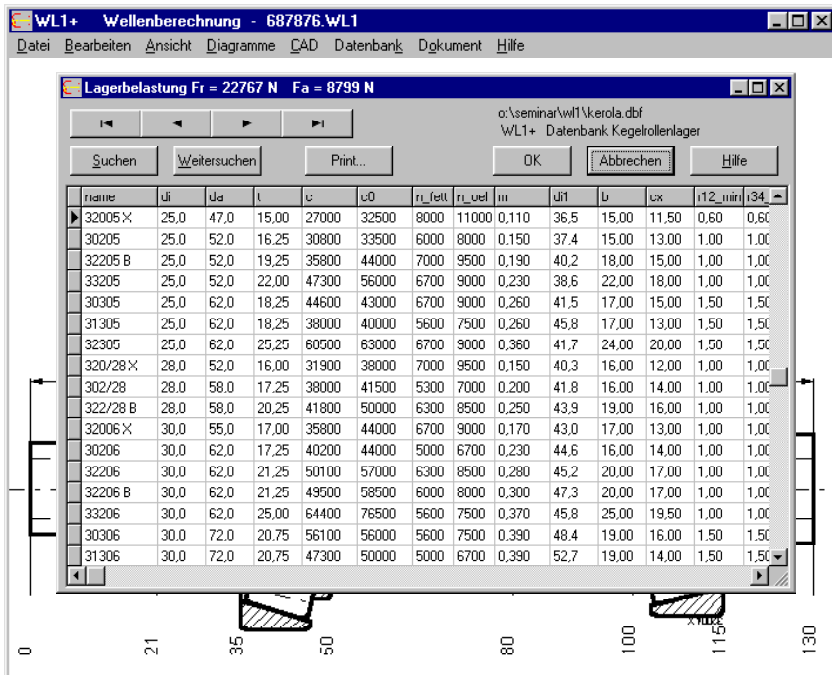 WL1+ Wellenberechnung - 687876.WL1
Datei Bearbeiten Ansicht Diagramme CAD Datenbank Dokument Hilfe
Lagerbelastung Fr = 22767 N Fa = 8799 N
o:\seminar\wl1\kerola.dbf
WL1+ Datenbank Kegelrollenlager
Suchen Weitersuchen Print... OK Abbrechen Hilfe
name di da t c c0 n_fett n_oel m di1 b cx r12_min r34_
32005 X 25,0 47,0 15,00 27000 32500 8000 11000 0,110 36,5 15,00 11,50 0,60 0,60
30205 25,0 52,0 16,25 30800 33500 6000 8000 0,150 37,4 15,00 13,00 1,00 1,00
32205 B 25,0 52,0 19,25 35800 44000 7000 9500 0,190 40,2 18,00 15,00 1,00 1,00
33205 25,0 52,0 22,00 47300 56000 6700 9000 0,230 38,6 22,00 18,00 1,00 1,00
30305 25,0 62,0 18,25 44600 43000 6700 9000 0,260 41,5 17,00 15,00 1,50 1,50
31305 25,0 62,0 18,25 38000 40000 5600 7500 0,260 45,8 17,00 13,00 1,50 1,50
32305 25,0 62,0 25,25 60500 63000 6700 9000 0,360 41,7 24,00 20,00 1,50 1,50
320/28 X 28,0 52,0 16,00 31900 38000 7000 9500 0,150 40,3 16,00 12,00 1,00 1,00
302/28 28,0 58,0 17,25 38000 41500 5300 7000 0,200 41,8 16,00 14,00 1,00 1,00
322/28 B 28,0 58,0 20,25 41800 50000 6300 8500 0,250 43,9 19,00 16,00 1,00 1,00
32006 X 30,0 55,0 17,00 35800 44000 6700 9000 0,170 43,0 17,00 13,00 1,00 1,00
30206 30,0 62,0 17,25 40200 44000 5000 6700 0,230 44,6 16,00 14,00 1,00 1,00
32206 30,0 62,0 21,25 50100 57000 6300 8500 0,280 45,2 20,00 17,00 1,00 1,00
32206 B 30,0 62,0 21,25 49500 58500 6000 8000 0,300 47,3 20,00 17,00 1,00 1,00
33206 30,0 62,0 25,00 64400 76500 5600 7500 0,370 45,8 25,00 19,50 1,00 1,00
30306 30,0 72,0 20,75 56100 56000 5600 7500 0,390 48,4 19,00 16,00 1,50 1,50
31306 30,0 72,0 20,75 47300 50000 5000 6700 0,390 52,7 19,00 14,00 1,50 1,50
0 21 35 50 80 100 115 130